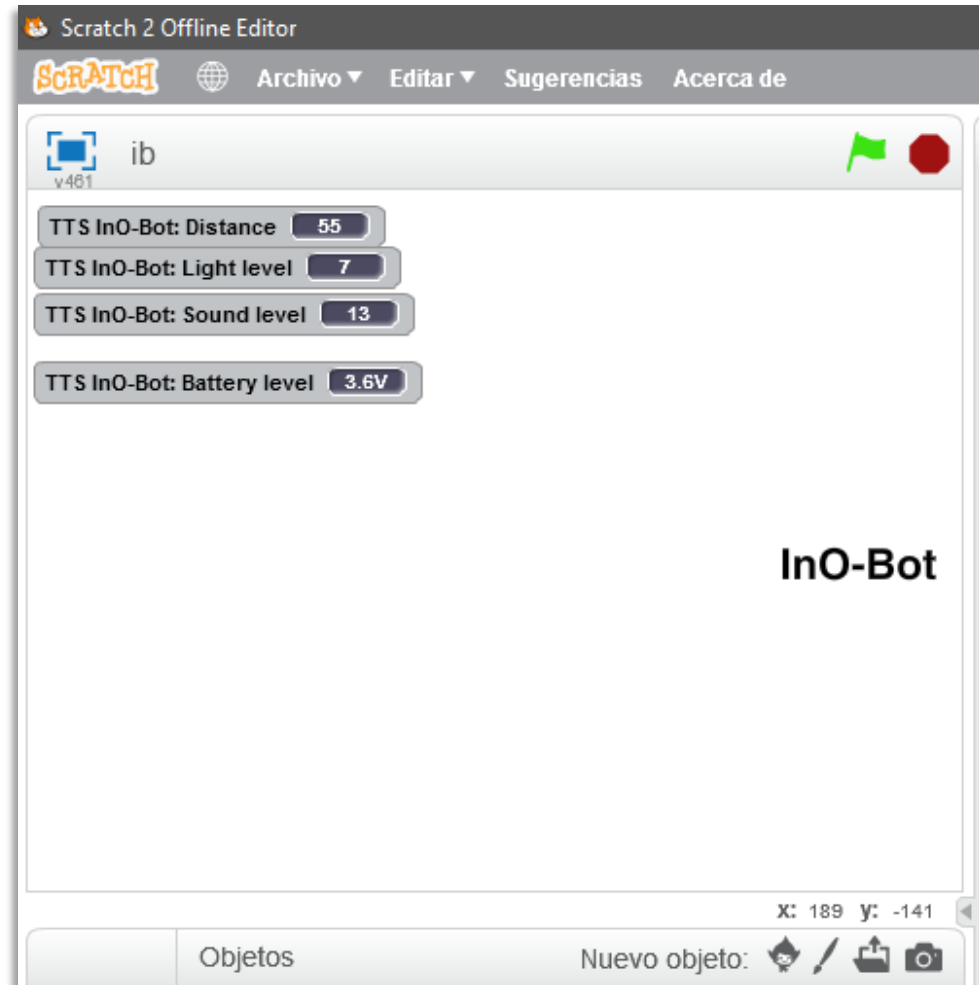 Scratch 2 Offline Editor
SCRATCH Archivo Editar Sugerencias Acerca de
ib
v461
TTS InO-Bot: Distance 55
TTS InO-Bot: Light level 7
TTS InO-Bot: Sound level 13
TTS InO-Bot: Battery level 3.6V
InO-Bot
x: 189 y: -141
Objetos Nuevo objeto: